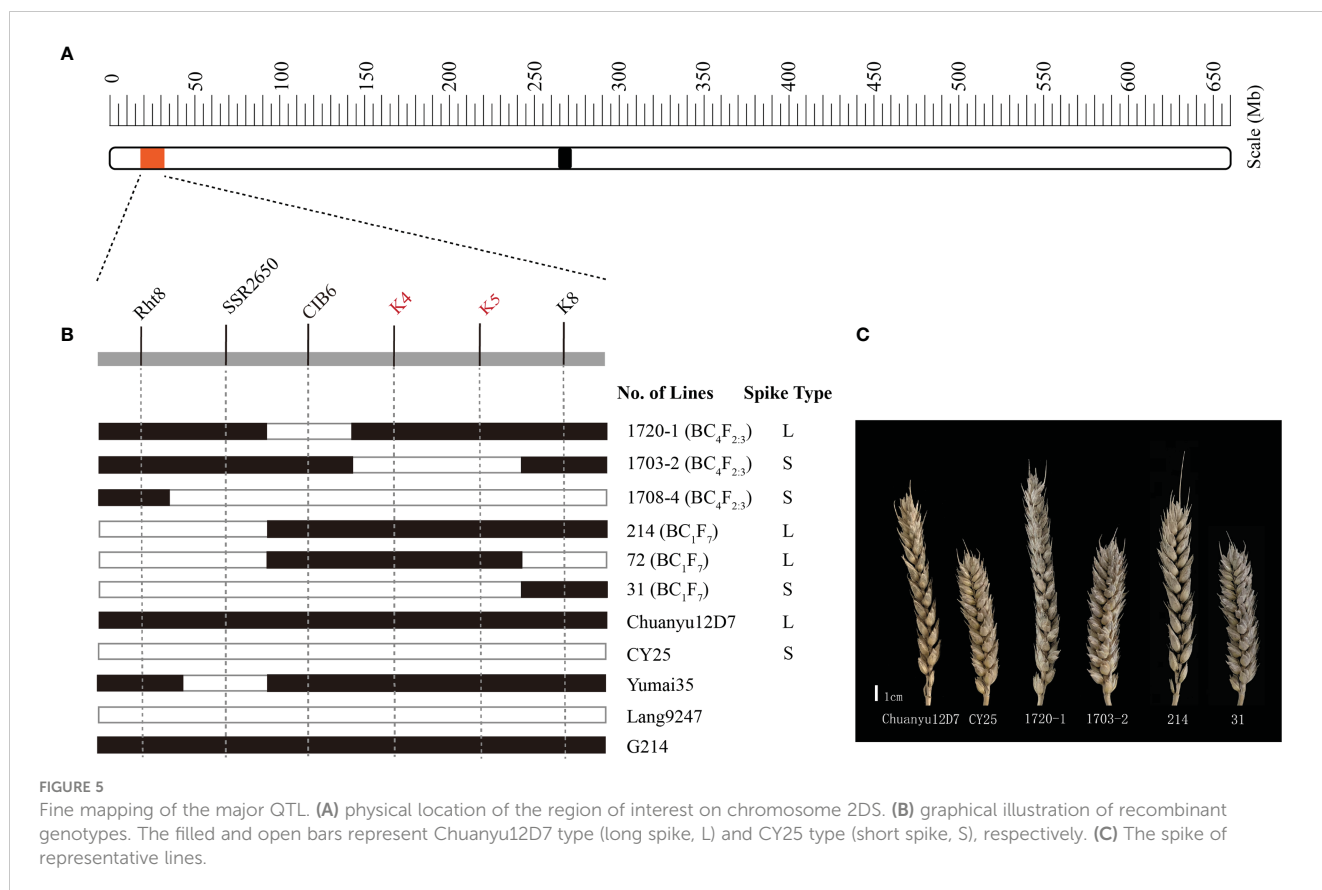 A
0 50 100 150 200 250 300 350 400 450 500 550 600 650
Scale (Mb)
Rht8 SSR2650 CIB6 K4 K5 K8
B
C
No. of Lines Spike Type
1720-1 (BC₄F₂:₃) L
1703-2 (BC₄F₂:₃) S
1708-4 (BC₄F₂:₃) S
214 (BC₁F₇) L
72 (BC₁F₇) L
31 (BC₁F₇) S
Chuanyu12D7 L
CY25 S
Yumai35
Lang9247
G214
1cm
Chuanyu12D7 CY25 1720-1 1703-2 214 31
FIGURE 5
Fine mapping of the major QTL. (A) physical location of the region of interest on chromosome 2DS. (B) graphical illustration of recombinant
genotypes. The filled and open bars represent Chuanyu12D7 type (long spike, L) and CY25 type (short spike, S), respectively. (C) The spike of
representative lines.